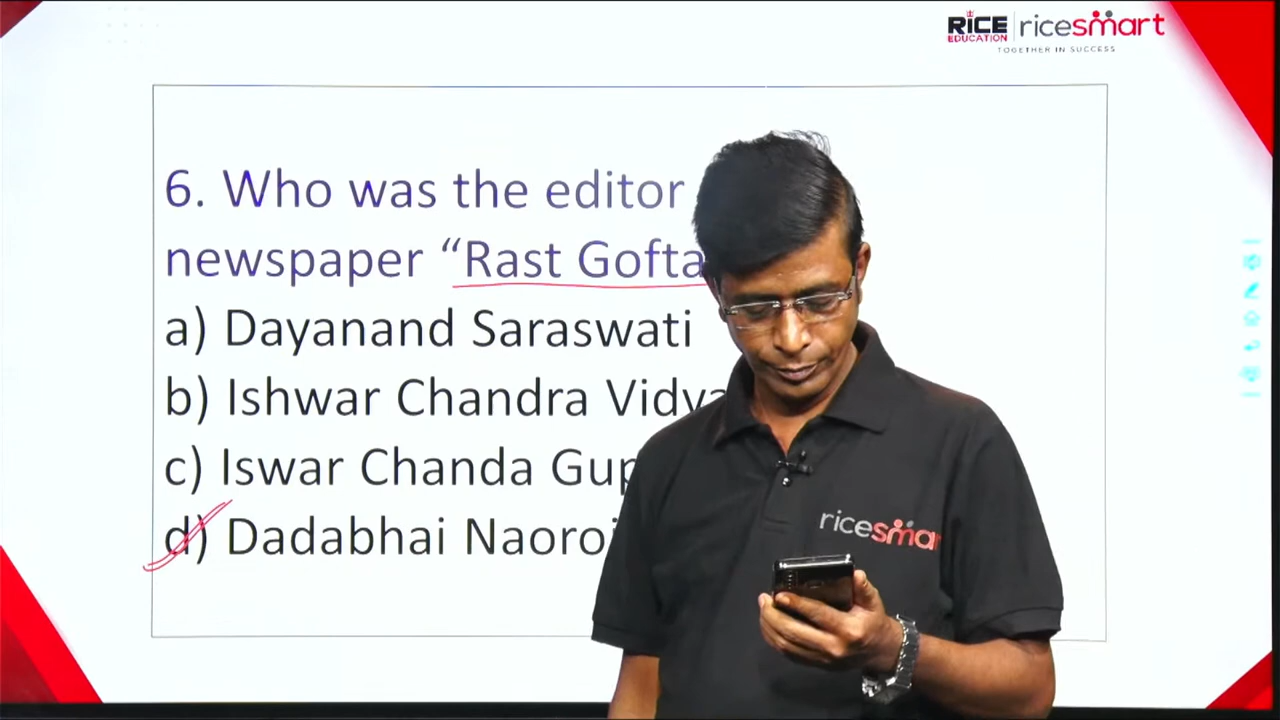 RICE EDUCATION ricesmart
TOGETHER IN SUCCESS
6. Who was the editor
newspaper “Rast Gofta
a) Dayanand Saraswati
b) Ishwar Chandra Vidya
c) Iswar Chanda Gup
d) Dadabhai Naoroj
ricesmar